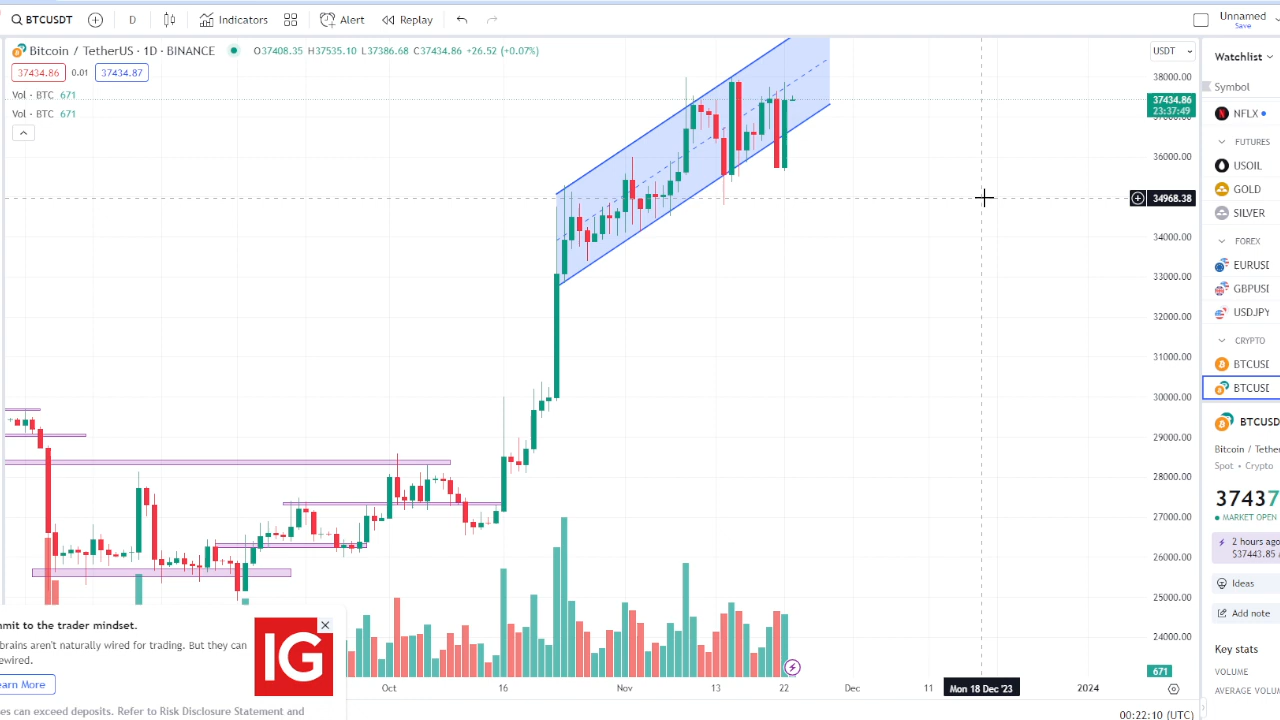 BTCUSDT D Indicators Alert Replay Unnamed
Save
Bitcoin / TetherUS · 1D · BINANCE O37408.35 H37535.10 L37386.68 C37434.86 +26.52 (+0.07%)
37434.86 0.01 37434.87
Vol · BTC 671
Vol · BTC 671
USDT
38000.00
37434.86
23:37:49
37000.00
36000.00
34968.38
34000.00
33000.00
32000.00
31000.00
30000.00
29000.00
28000.00
27000.00
26000.00
25000.00
24000.00
671
Oct 16 Nov 13 22 Dec 11 Mon 18 Dec '23 2024
00:22:10 (UTC)
Watchlist
Symbol
NFLX
FUTURES
USOIL
GOLD
SILVER
FOREX
EURUSI
GBPUSI
USDJPY
CRYPTO
BTCUSI
BTCUSI
BTCUSD
Bitcoin / Tether
Spot • Crypto
37437
MARKET OPEN
2 hours ago
$37443.85
Ideas
Add note
Key stats
VOLUME
AVERAGE VOLUM
mmit to the trader mindset.
brains aren't naturally wired for trading. But they can
ewired.
earn More
IG
es can exceed deposits. Refer to Risk Disclosure Statement and